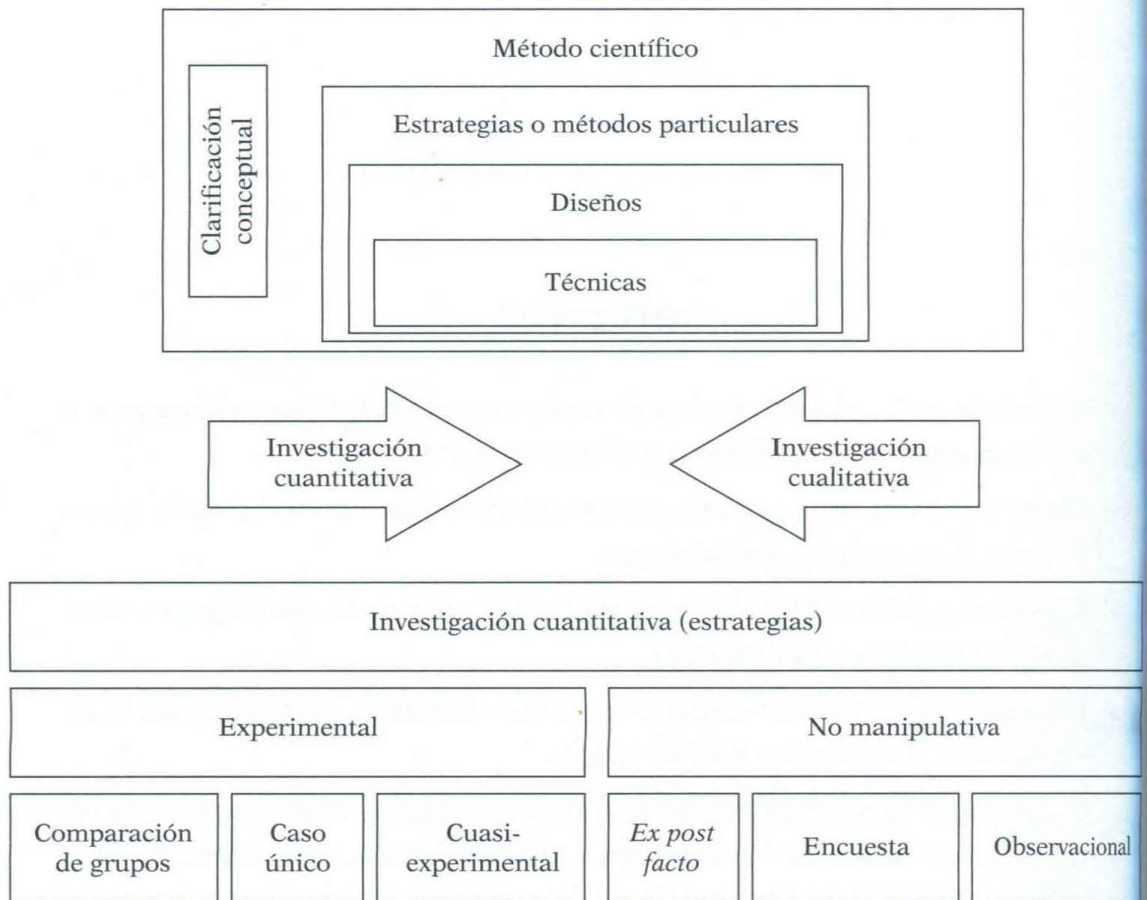 Método científico
Clarificación
conceptual
Estrategias o métodos particulares
Diseños
Técnicas
Investigación
cuantitativa
Investigación
cualitativa
Investigación cuantitativa (estrategias)
Experimental
No manipulativa
Comparación
de grupos
Caso
único
Cuasi-
experimental
Ex post
facto
Encuesta
Observacional